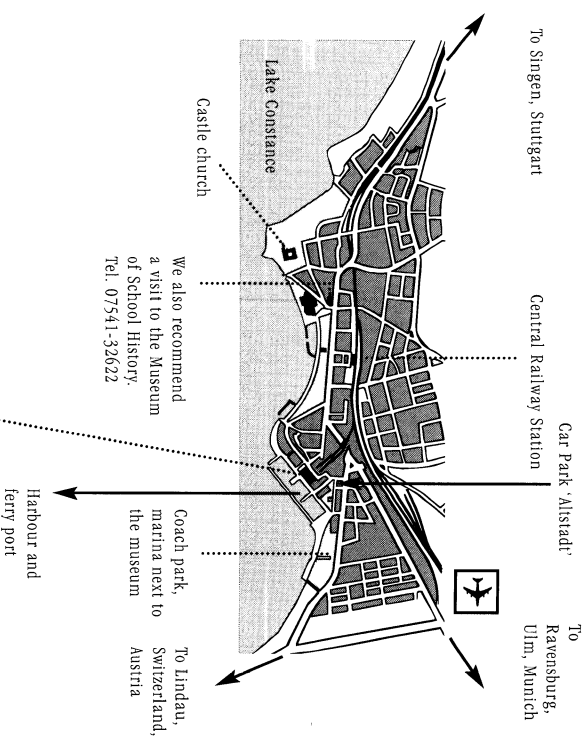 To Singen, Stuttgart
Central Railway Station
Car Park ‘Altstadt’
To
Ravensburg,
Ulm, Munich
Lake Constance
Castle church
We also recommend
a visit to the Museum
of School History.
Tel. 07541-32622
Coach park,
marina next to
the museum
To Lindau,
Switzerland,
Austria
Harbour and
ferry port